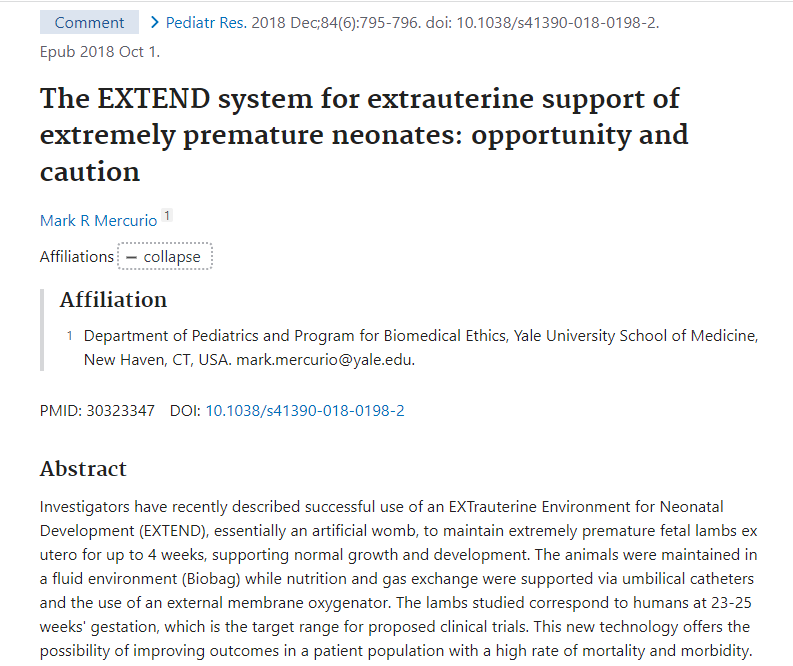 Comment > Pediatr Res. 2018 Dec;84(6):795-796. doi: 10.1038/s41390-018-0198-2.
Epub 2018 Oct 1.
The EXTEND system for extrauterine support of
extremely premature neonates: opportunity and
caution
Mark R Mercurio 1
Affiliations – collapse
Affiliation
1 Department of Pediatrics and Program for Biomedical Ethics, Yale University School of Medicine,
New Haven, CT, USA. mark.mercurio@yale.edu.
PMID: 30323347 DOI: 10.1038/s41390-018-0198-2
Abstract
Investigators have recently described successful use of an EXTrauterine Environment for Neonatal
Development (EXTEND), essentially an artificial womb, to maintain extremely premature fetal lambs ex
utero for up to 4 weeks, supporting normal growth and development. The animals were maintained in
a fluid environment (Biobag) while nutrition and gas exchange were supported via umbilical catheters
and the use of an external membrane oxygenator. The lambs studied correspond to humans at 23-25
weeks' gestation, which is the target range for proposed clinical trials. This new technology offers the
possibility of improving outcomes in a patient population with a high rate of mortality and morbidity.